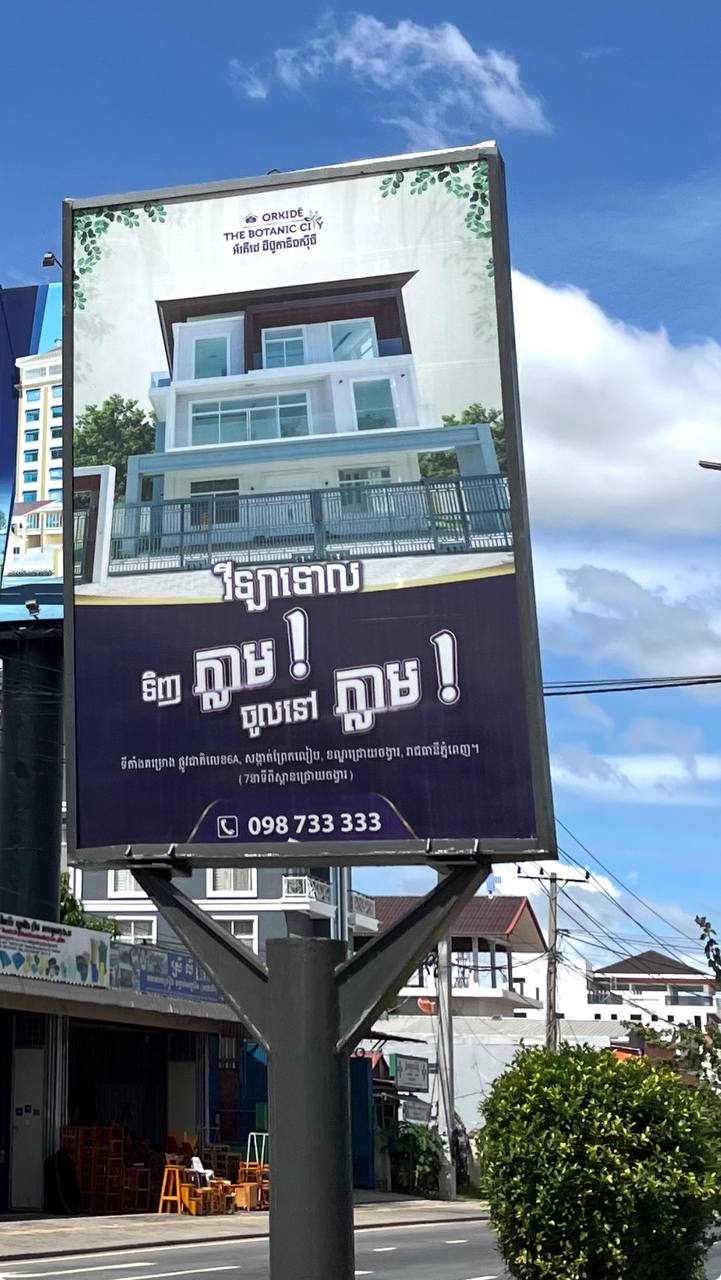 ORKIDĒ
THE BOTANIC CITY
អ័រគីដេ ដឹប៊ូតានិចស៊ីធី
វីឡាទោល
ទិញ ភ្លាម !
ចូលនៅ ភ្លាម !
ទីតាំងគម្រោង ផ្លូវជាតិលេខ6A, សង្កាត់ព្រែកលៀប, ខណ្ឌជ្រោយចង្វារ, រាជធានីភ្នំពេញ។
( 7នាទីពីស្ពានជ្រោយចង្វារ )
098 733 333